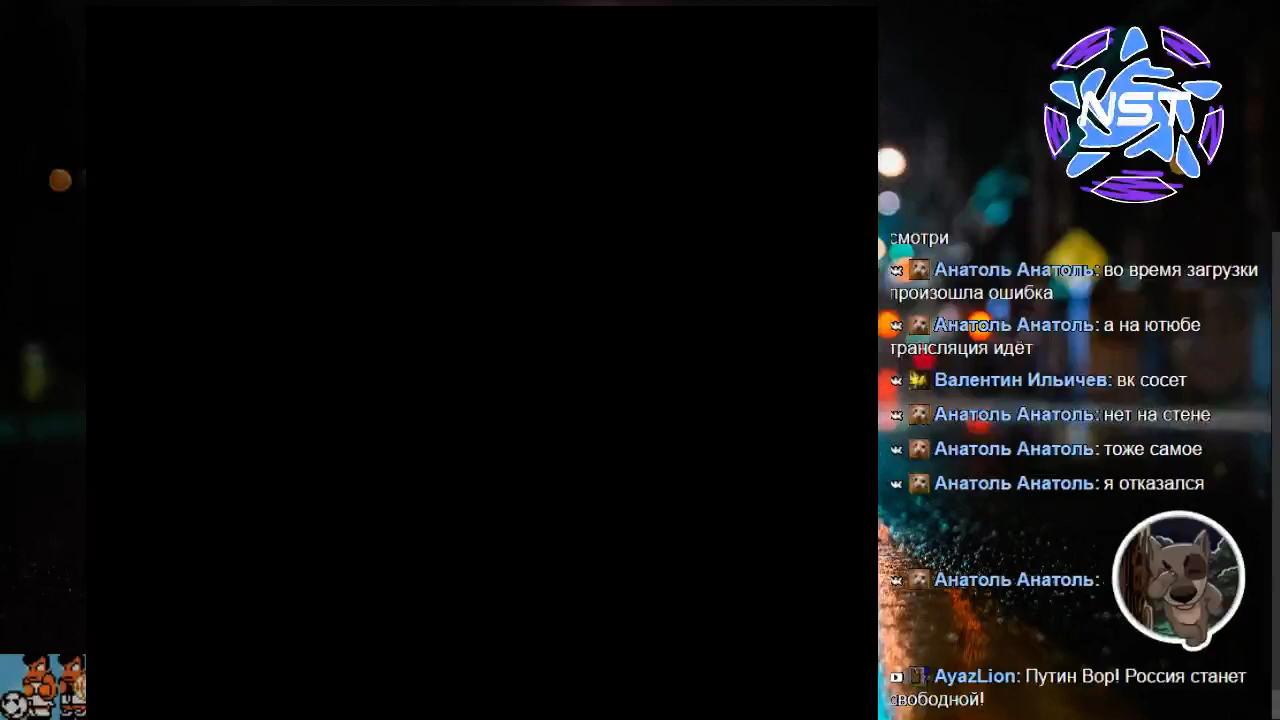 NST
смотри
Анатоль Анатоль: во время загрузки
произошла ошибка
Анатоль Анатоль: а на ютюбе
трансляция идёт
Валентин Ильичев: вк сосет
Анатоль Анатоль: нет на стене
Анатоль Анатоль: тоже самое
Анатоль Анатоль: я отказался
Анатоль Анатоль:
AyazLion: Путин Вор! Россия станет
свободной!